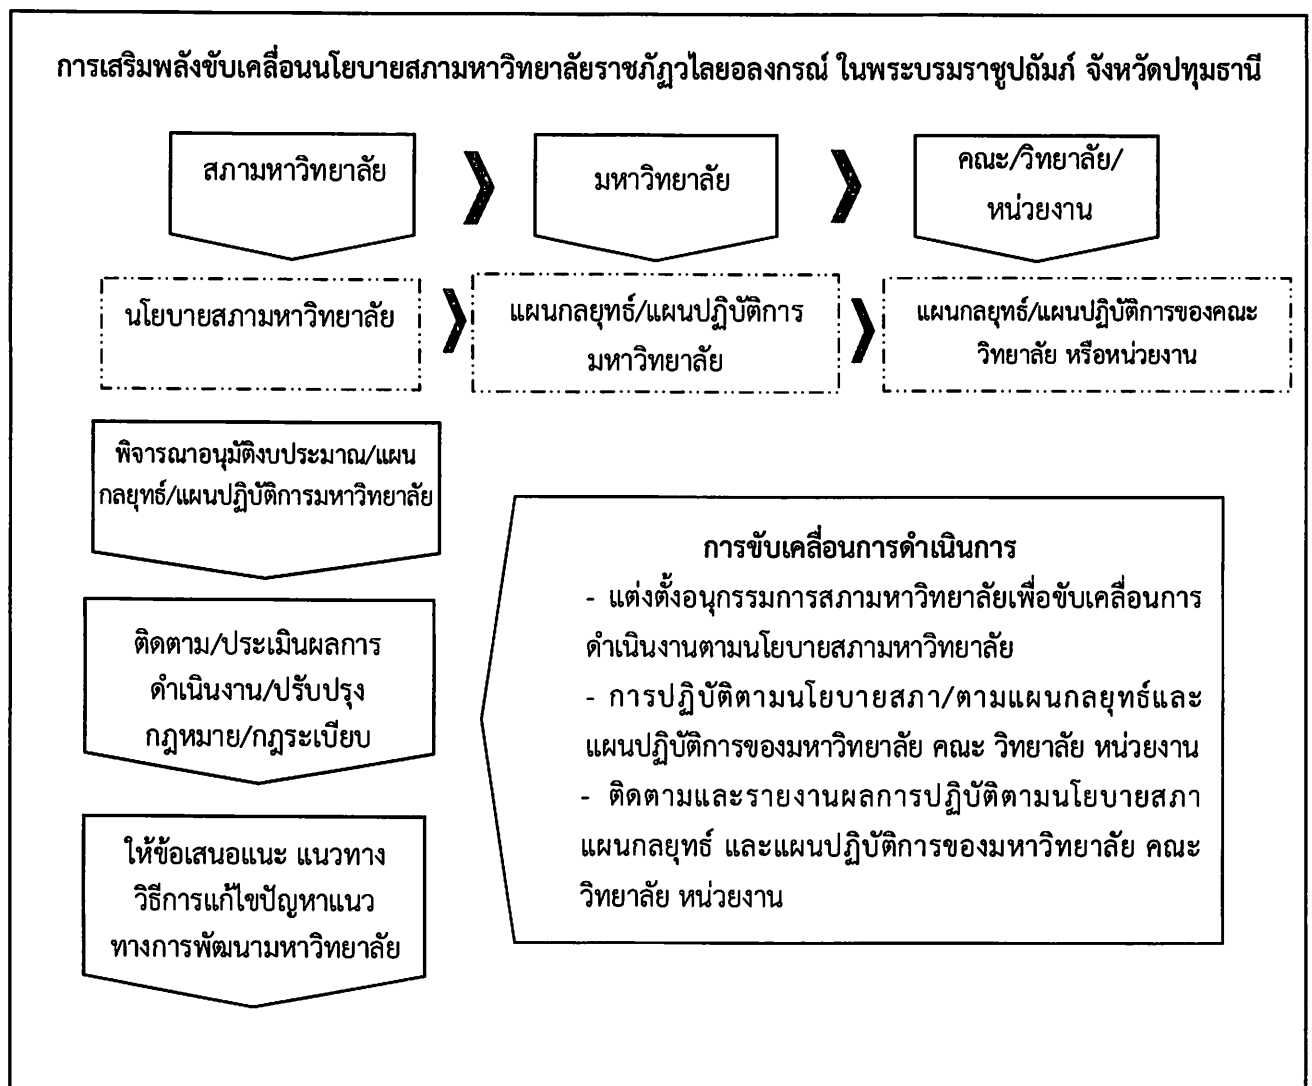 การเสริมพลังขับเคลื่อนนโยบายสภามหาวิทยาลัยราชภัฏวไลยอลงกรณ์ ในพระบรมราชูปถัมภ์ จังหวัดปทุมธานี
สภามหาวิทยาลัย
มหาวิทยาลัย
คณะ/วิทยาลัย/
หน่วยงาน
นโยบายสภามหาวิทยาลัย
แผนกลยุทธ์/แผนปฏิบัติการ
มหาวิทยาลัย
แผนกลยุทธ์/แผนปฏิบัติการของคณะ
วิทยาลัย หรือหน่วยงาน
พิจารณาอนุมัติงบประมาณ/แผน
กลยุทธ์/แผนปฏิบัติการมหาวิทยาลัย
ติดตาม/ประเมินผลการ
ดำเนินงาน/ปรับปรุง
กฎหมาย/กฎระเบียบ
ให้ข้อเสนอแนะ แนวทาง
วิธีการแก้ไขปัญหาแนว
ทางการพัฒนามหาวิทยาลัย
การขับเคลื่อนการดำเนินการ
- แต่งตั้งอนุกรรมการสภามหาวิทยาลัยเพื่อขับเคลื่อนการ
ดำเนินงานตามนโยบายสภามหาวิทยาลัย
- การปฏิบัติตามนโยบายสภา/ตามแผนกลยุทธ์และ
แผนปฏิบัติการของมหาวิทยาลัย คณะ วิทยาลัย หน่วยงาน
- ติดตามและรายงานผลการปฏิบัติตามนโยบายสภา
แผนกลยุทธ์ และแผนปฏิบัติการของมหาวิทยาลัย คณะ
วิทยาลัย หน่วยงาน